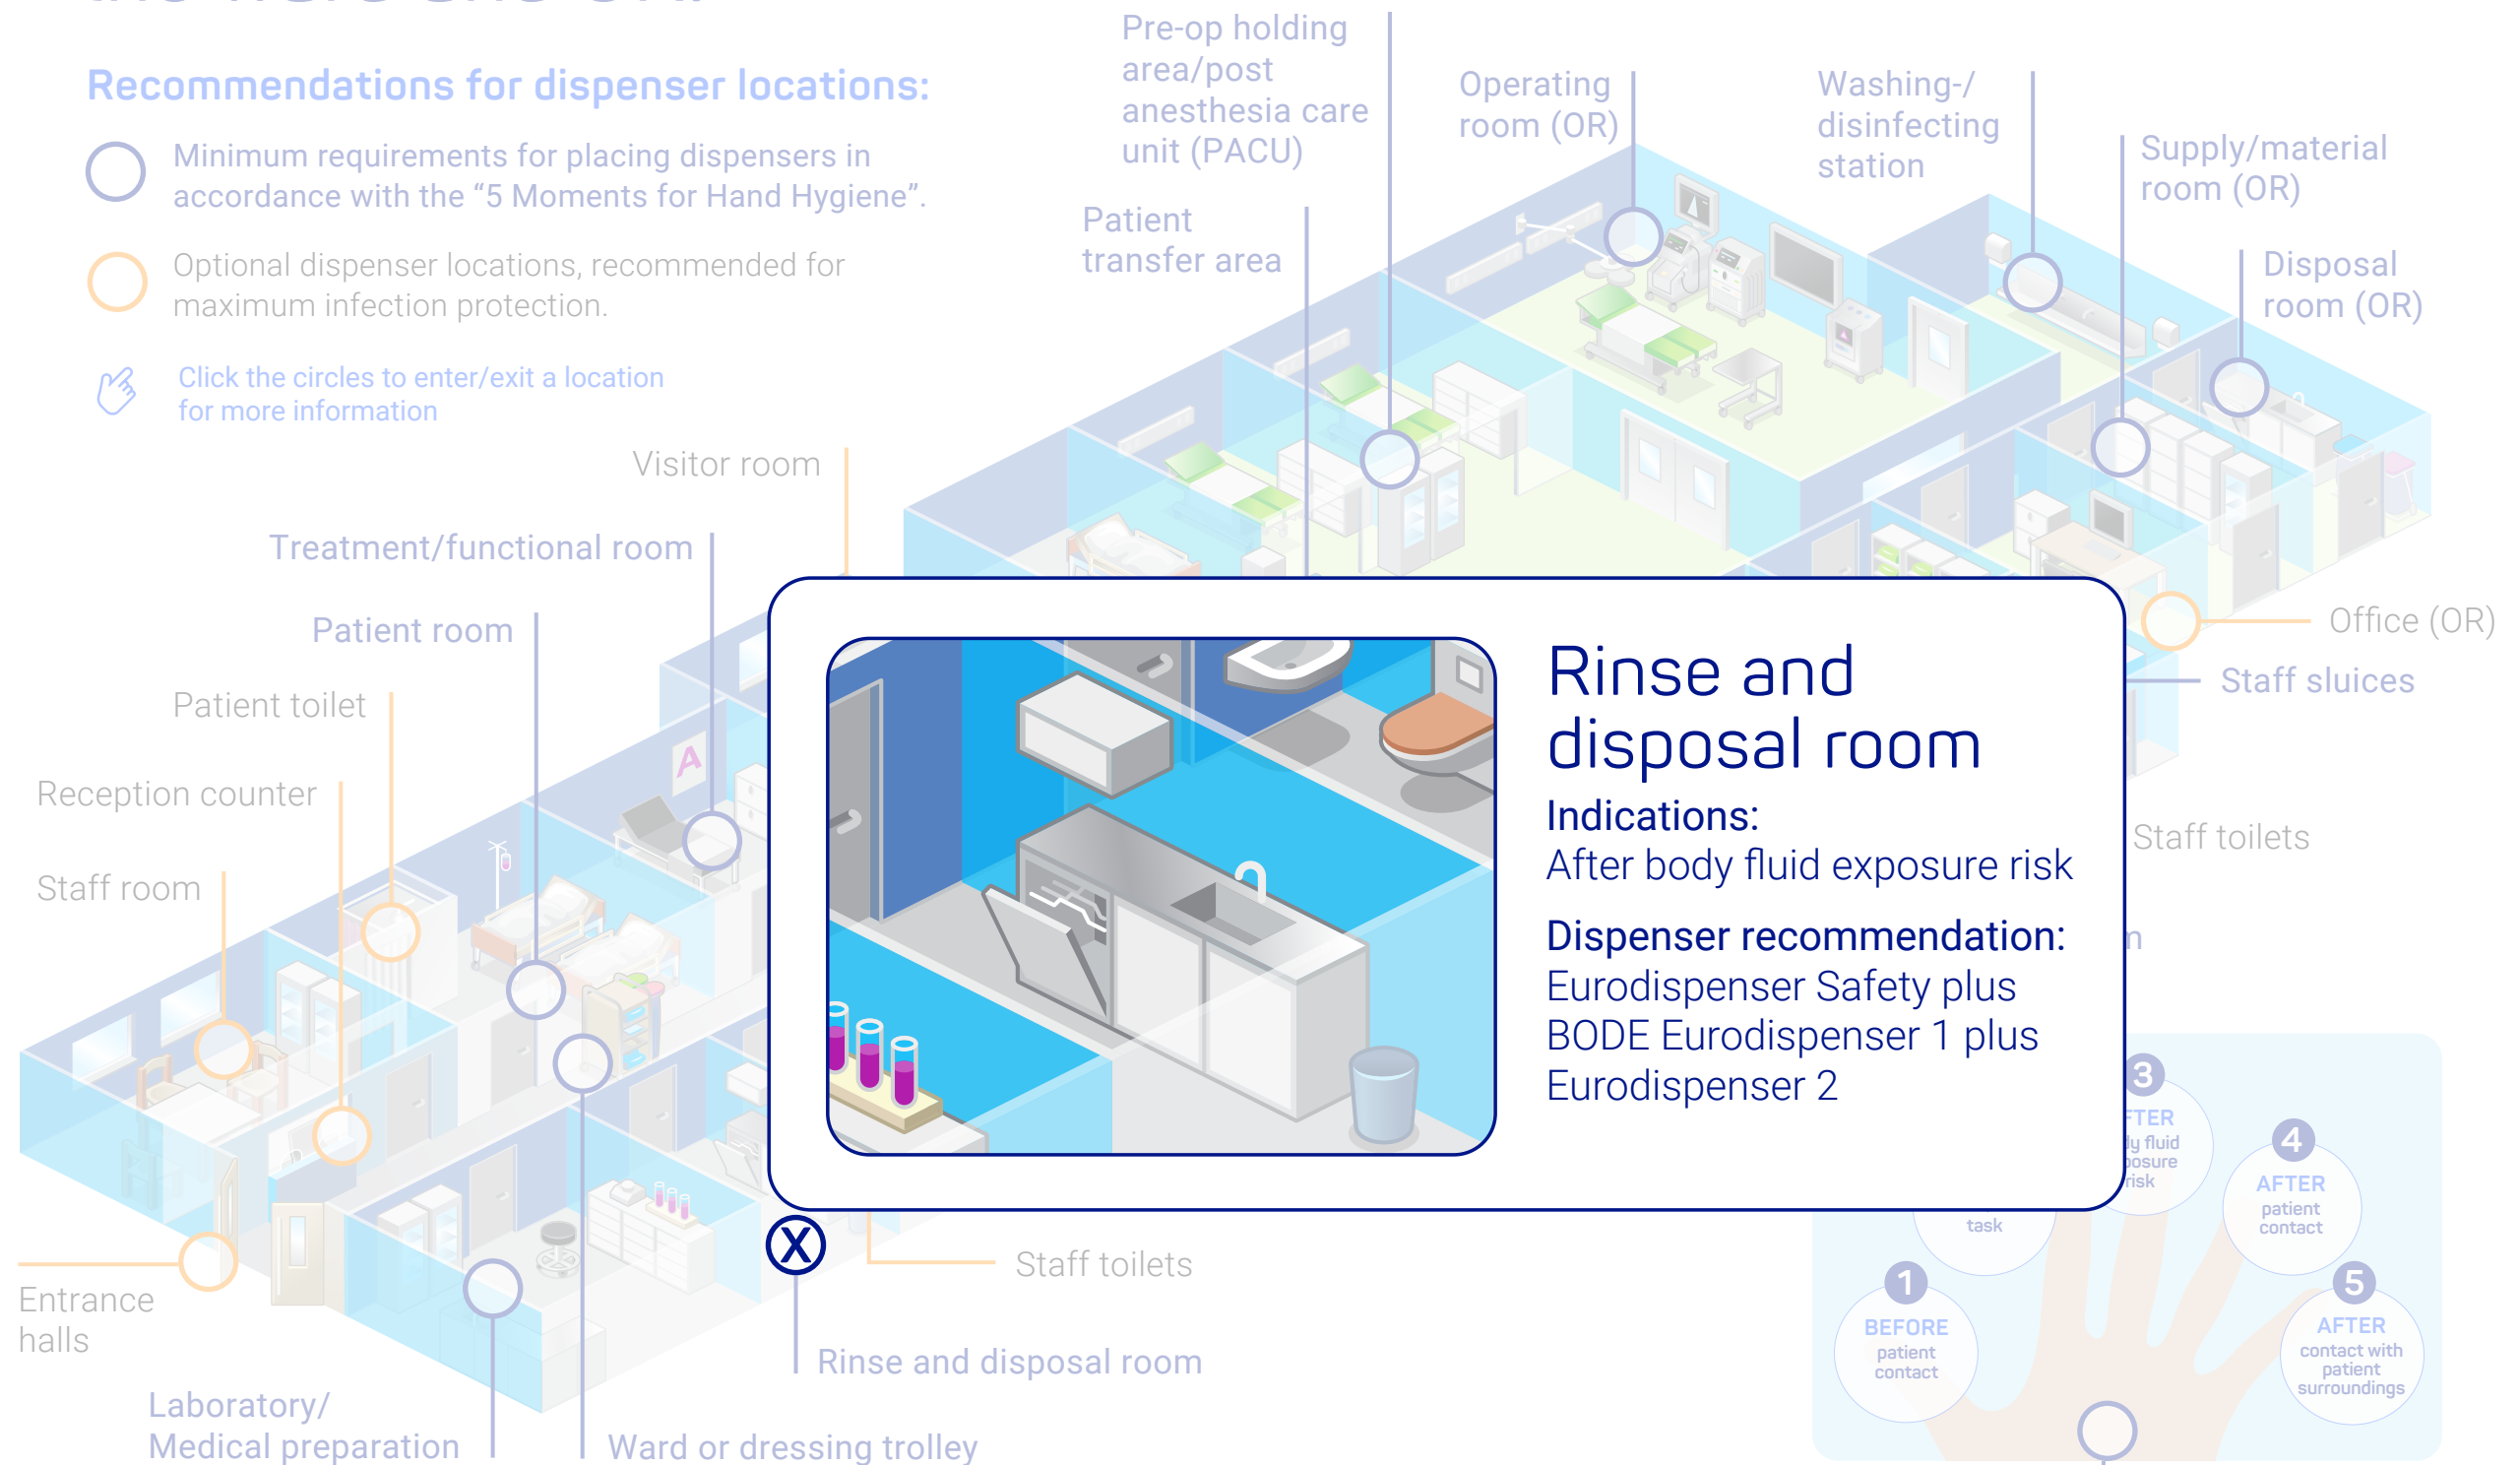 Recommendations for dispenser locations:
Minimum requirements for placing dispensers in
accordance with the “5 Moments for Hand Hygiene”.
Optional dispenser locations, recommended for
maximum infection protection.
Click the circles to enter/exit a location
for more information
Pre-op holding
area/post
anesthesia care
unit (PACU)
Operating
room (OR)
Washing-/
disinfecting
station
Supply/material
room (OR)
Disposal
room (OR)
Patient
transfer area
Visitor room
Treatment/functional room
Patient room
Patient toilet
Reception counter
Staff room
Office (OR)
Staff sluices
Staff toilets
A
Rinse and
disposal room
Indications:
After body fluid exposure risk
Dispenser recommendation:
Eurodispenser Safety plus
BODE Eurodispenser 1 plus
Eurodispenser 2
X
Staff toilets
Rinse and disposal room
Entrance
halls
Laboratory/
Medical preparation
Ward or dressing trolley
1
BEFORE
patient
contact
task
3
risk
4
AFTER
patient
contact
5
AFTER
contact with
patient
surroundings